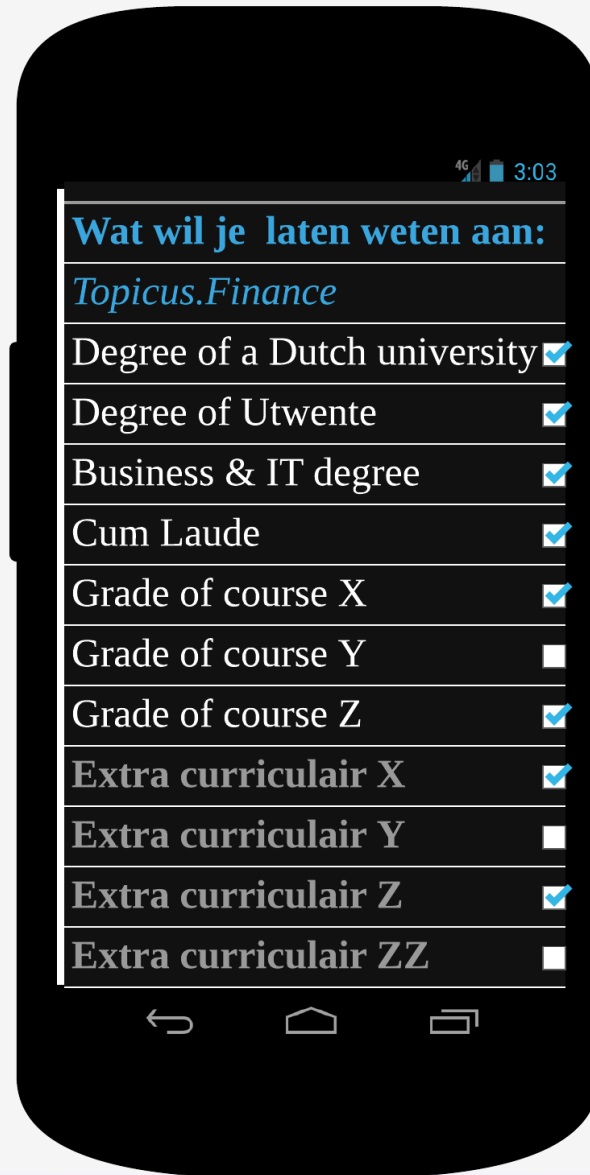 4G 3:03
Wat wil je  laten weten aan:
Topicus.Finance
Degree of a Dutch university
Degree of Utwente
Business & IT degree
Cum Laude
Grade of course X
Grade of course Y
Grade of course Z
Extra curriculair X
Extra curriculair Y
Extra curriculair Z
Extra curriculair ZZ